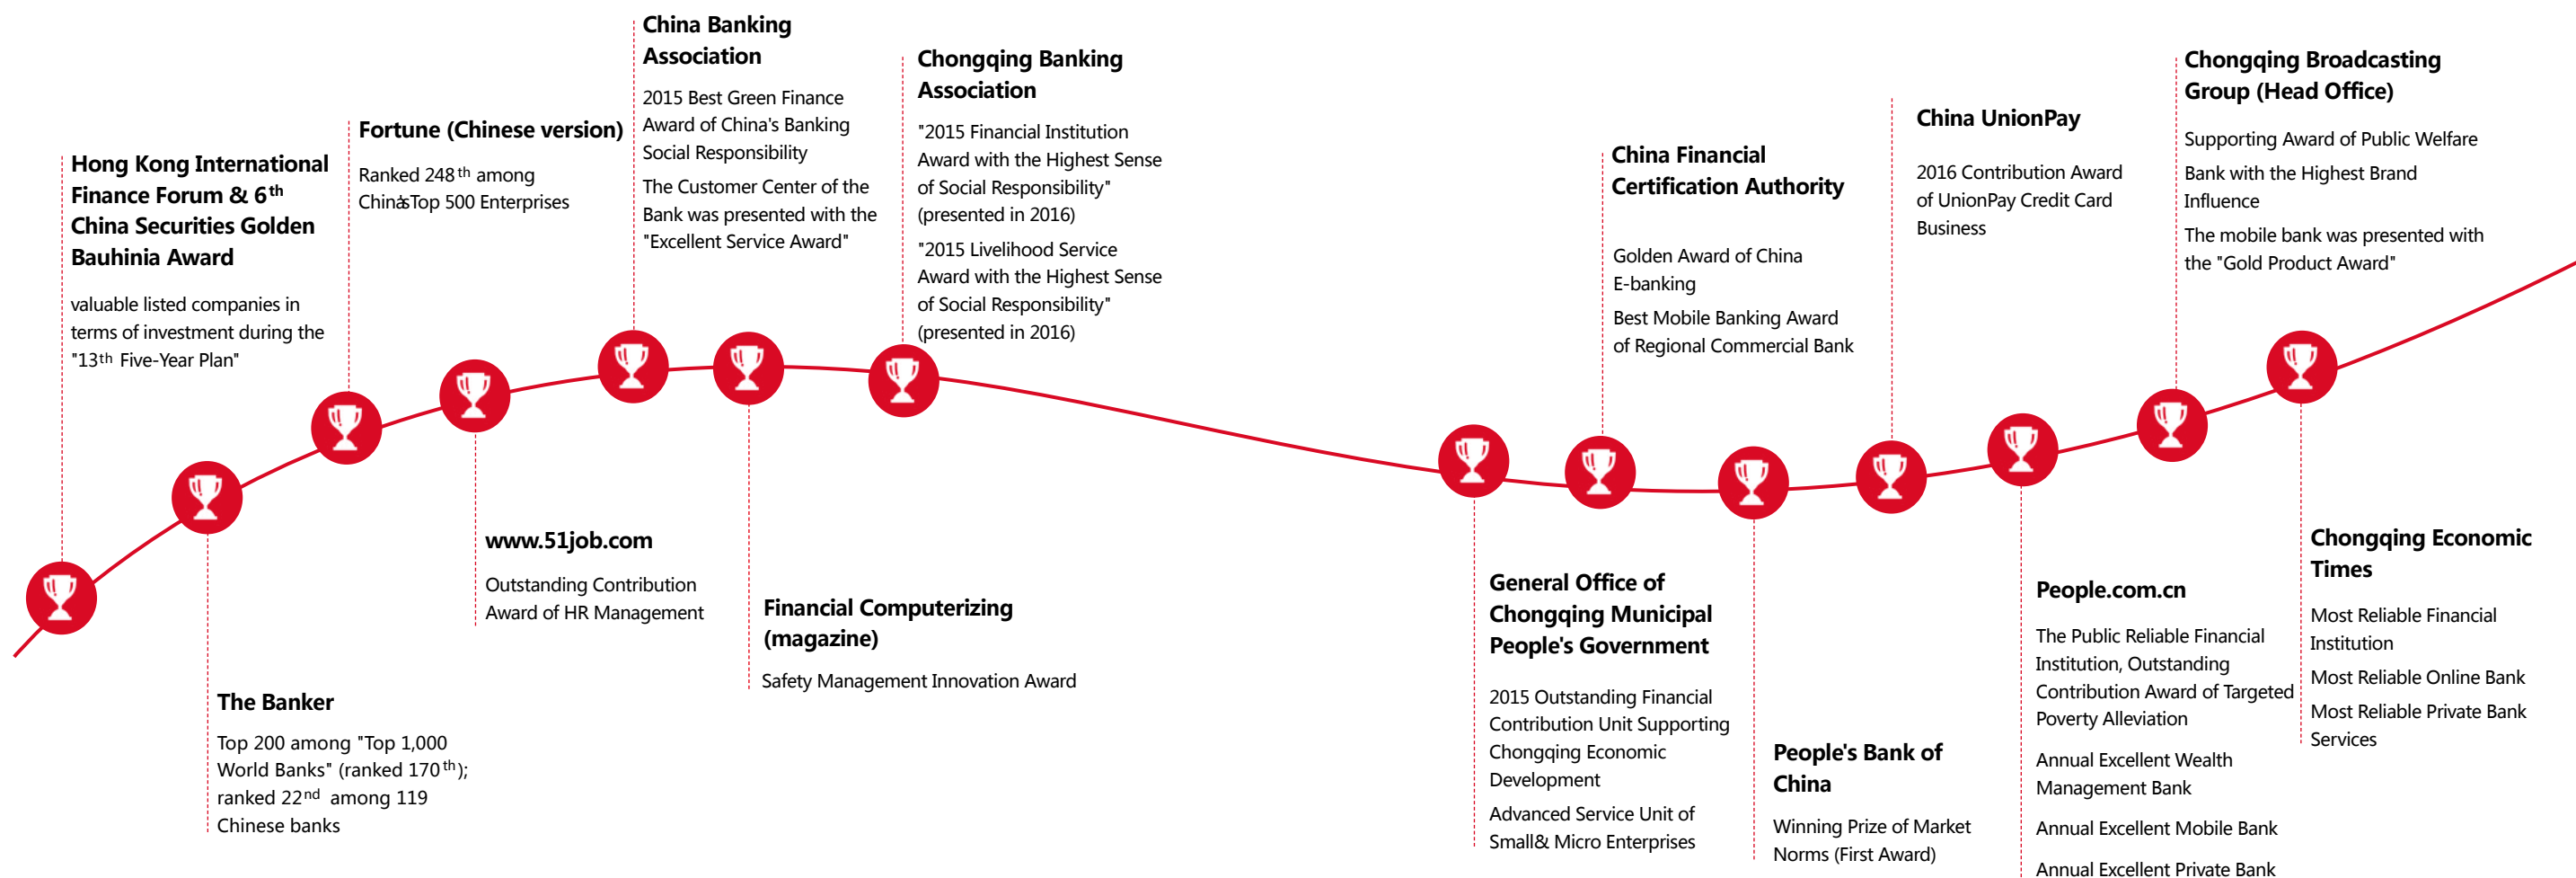 Hong Kong International
Finance Forum & 6th
China Securities Golden
Bauhinia Award
valuable listed companies in
terms of investment during the
"13th Five-Year Plan"
The Banker
Top 200 among "Top 1,000
World Banks" (ranked 170th);
ranked 22nd among 119
Chinese banks
Fortune (Chinese version)
Ranked 248th among
China's Top 500 Enterprises
www.51job.com
Outstanding Contribution
Award of HR Management
China Banking
Association
2015 Best Green Finance
Award of China's Banking
Social Responsibility
The Customer Center of the
Bank was presented with the
"Excellent Service Award"
Financial Computerizing
(magazine)
Safety Management Innovation Award
Chongqing Banking
Association
"2015 Financial Institution
Award with the Highest Sense
of Social Responsibility"
(presented in 2016)
"2015 Livelihood Service
Award with the Highest Sense
of Social Responsibility"
(presented in 2016)
General Office of
Chongqing Municipal
People's Government
2015 Outstanding Financial
Contribution Unit Supporting
Chongqing Economic
Development
Advanced Service Unit of
Small& Micro Enterprises
China Financial
Certification Authority
Golden Award of China
E-banking
Best Mobile Banking Award
of Regional Commercial Bank
People's Bank of
China
Winning Prize of Market
Norms (First Award)
China UnionPay
2016 Contribution Award
of UnionPay Credit Card
Business
People.com.cn
The Public Reliable Financial
Institution, Outstanding
Contribution Award of Targeted
Poverty Alleviation
Annual Excellent Wealth
Management Bank
Annual Excellent Mobile Bank
Annual Excellent Private Bank
Chongqing Broadcasting
Group (Head Office)
Supporting Award of Public Welfare
Bank with the Highest Brand
Influence
The mobile bank was presented with
the "Gold Product Award"
Chongqing Economic
Times
Most Reliable Financial
Institution
Most Reliable Online Bank
Most Reliable Private Bank
Services